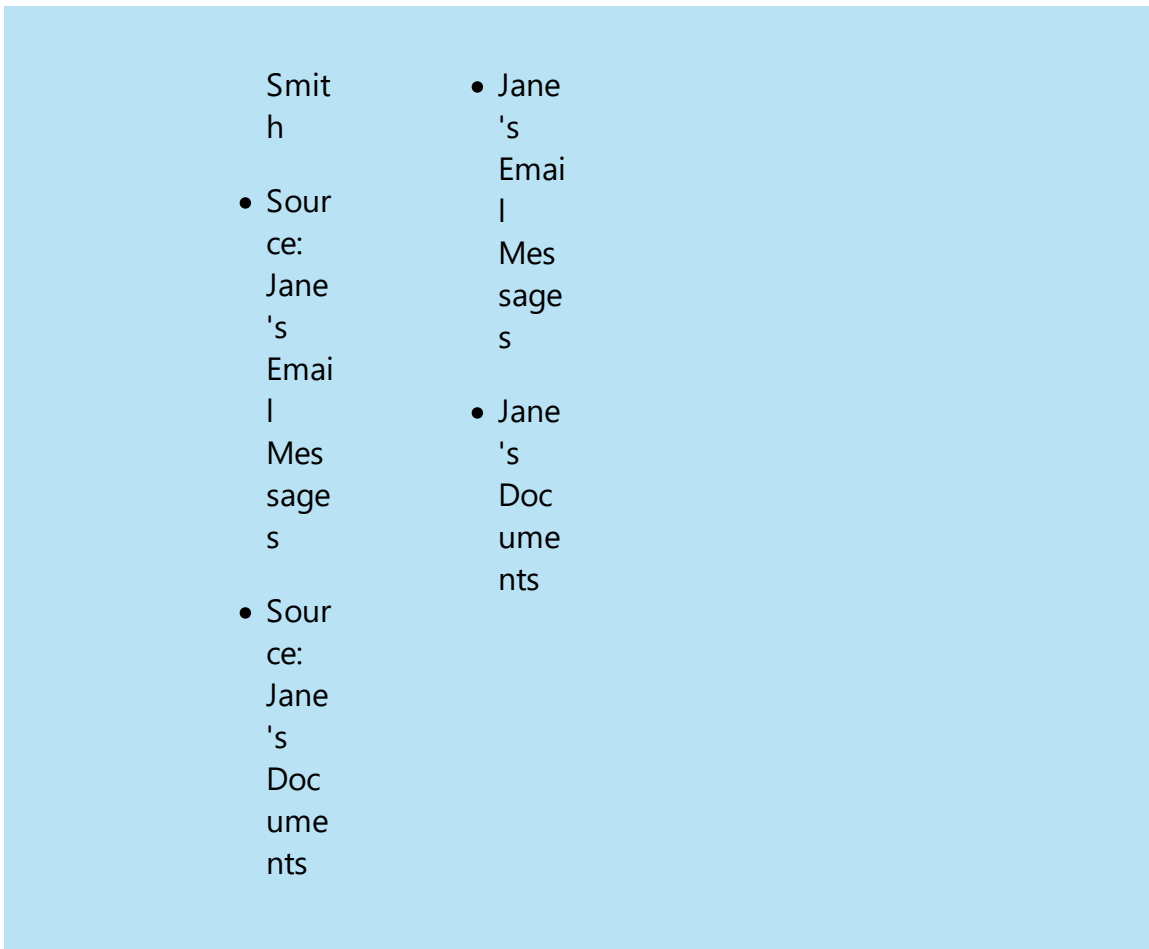 Smit
h
• Sour
ce:
Jane
's
Emai
l
Mes
sage
s
• Sour
ce:
Jane
's
Doc
ume
nts
• Jane
's
Emai
l
Mes
sage
s
• Jane
's
Doc
ume
nts